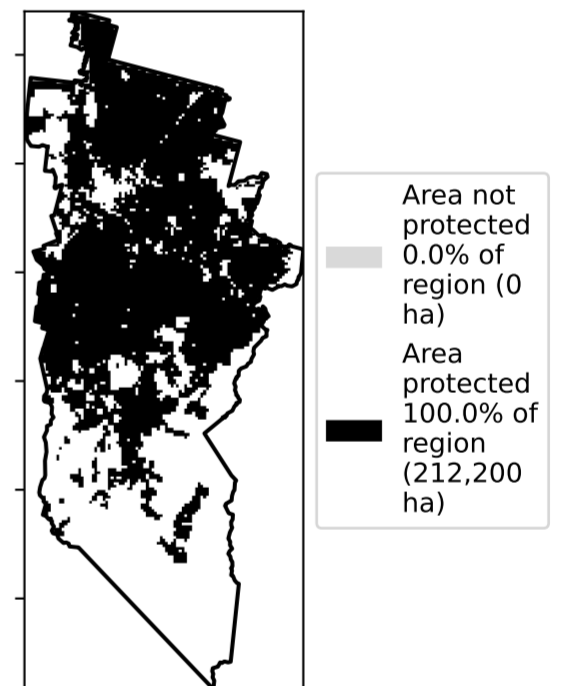 Area not
protected
0.0% of
region (0
ha)
Area
protected
100.0% of
region
(212,200
ha)